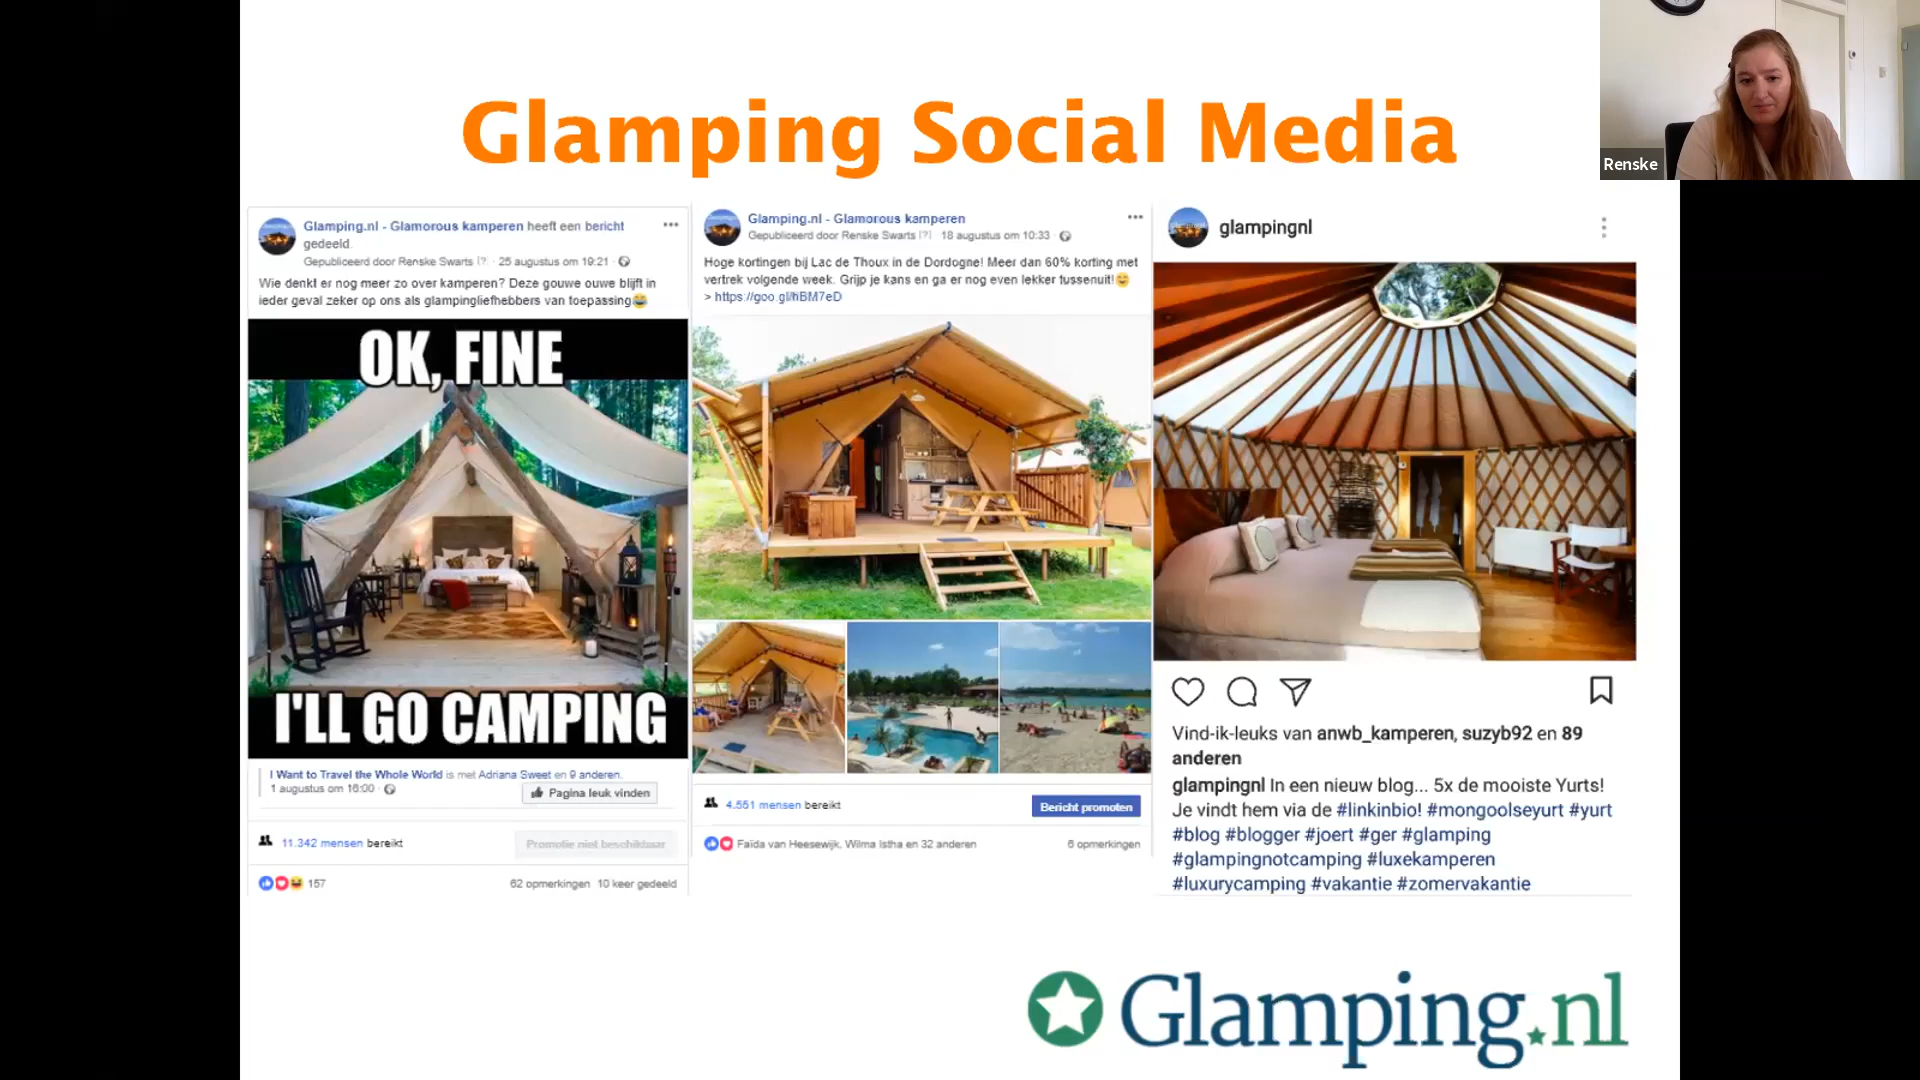 Glamping Social Media
Renske
Glamping.nl - Glamorous kamperen heeft een bericht
gedeeld.
Gepubliceerd door Renske Swarts [?] · 25 augustus om 19:21 ·
Wie denkt er nog meer zo over kamperen? Deze gouwe ouwe blijft in
ieder geval zeker op ons als glampingliefhebbers van toepassing😂
OK, FINE
I'LL GO CAMPING
I Want to Travel the Whole World is met Adriana Sweet en 9 anderen.
1 augustus om 16:00 ·
Pagina leuk vinden
11.342 mensen bereikt
Promotie niet beschikbaar
157
62 opmerkingen 10 keer gedeeld
Glamping.nl - Glamorous kamperen
Gepubliceerd door Renske Swarts [?] · 18 augustus om 10:33 ·
Hoge kortingen bij Lac de Thoux in de Dordogne! Meer dan 60% korting met
vertrek volgende week. Grijp je kans en ga er nog even lekker tussenuit!😊
> https://goo.gl/hBM7eD
4.551 mensen bereikt
Bericht promoten
Faïda van Heesewijk, Wilma Istha en 32 anderen
6 opmerkingen
glampingnl
Vind-ik-leuks van anwb_kamperen, suzyb92 en 89
anderen
glampingnl In een nieuw blog... 5x de mooiste Yurts!
Je vindt hem via de #linkinbio! #mongoolseyurt #yurt
#blog #blogger #joert #ger #glamping
#glampingnotcamping #luxekamperen
#luxurycamping #vakantie #zomervakantie
Glamping.nl